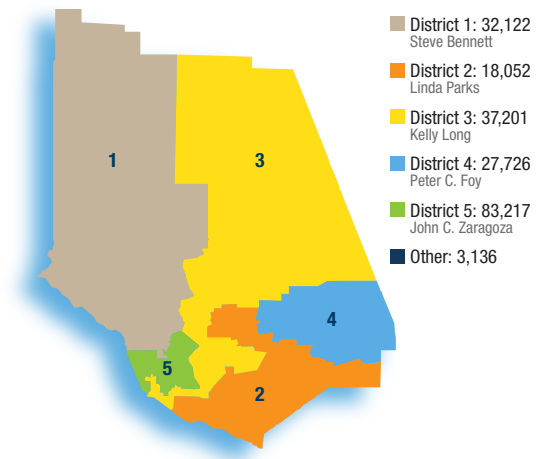 1
3
4
5
2
District 1: 32,122
Steve Bennett
District 2: 18,052
Linda Parks
District 3: 37,201
Kelly Long
District 4: 27,726
Peter C. Foy
District 5: 83,217
John C. Zaragoza
Other: 3,136